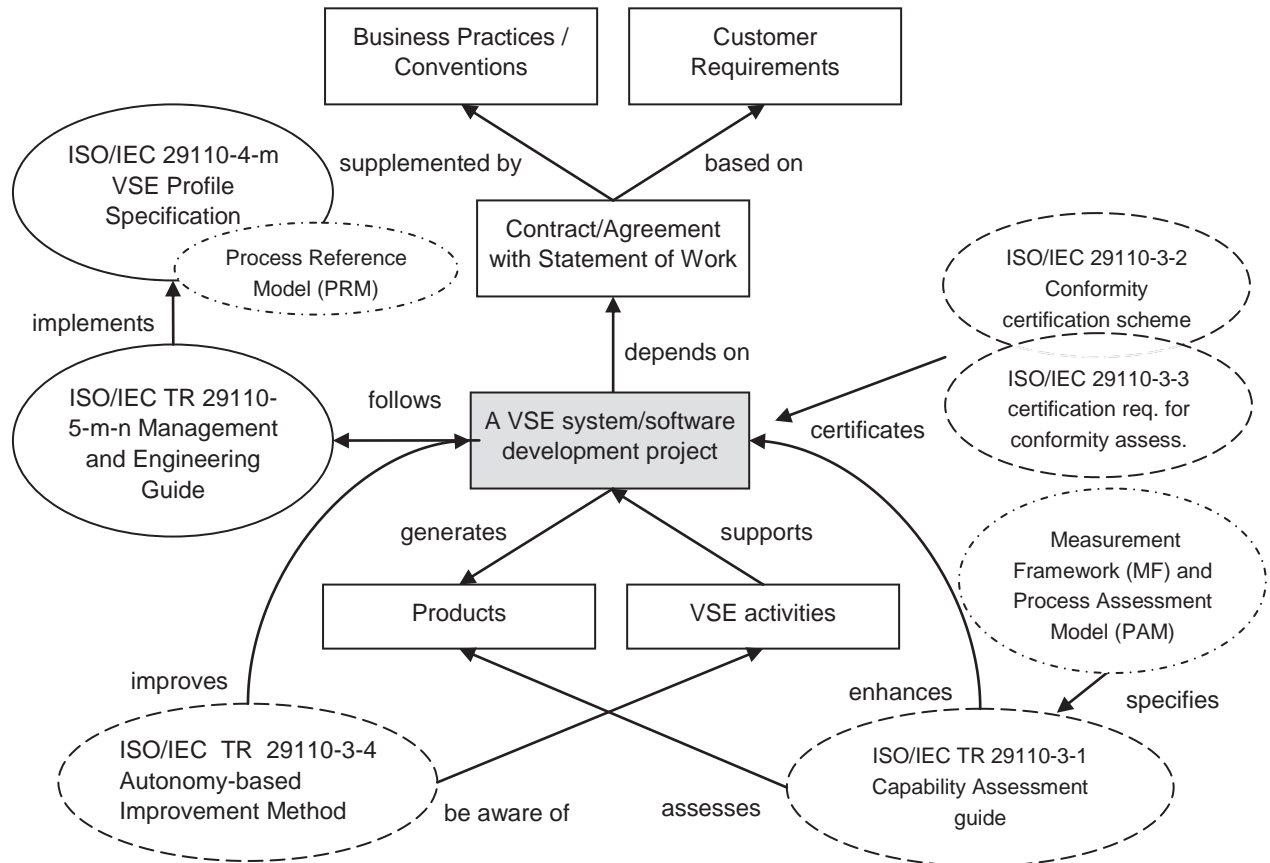 Business Practices /
Conventions
Customer
Requirements
ISO/IEC 29110-4-m
VSE Profile
Specification
supplemented by
based on
Process Reference
Model (PRM)
Contract/Agreement
with Statement of Work
ISO/IEC 29110-3-2
Conformity
certification scheme
implements
depends on
ISO/IEC TR 29110-
5-m-n Management
and Engineering
Guide
follows
A VSE system/software
development project
certificates
ISO/IEC 29110-3-3
certification req. for
conformity assess.
generates
supports
Measurement
Framework (MF) and
Process Assessment
Model (PAM)
Products
VSE activities
improves
enhances
specifies
ISO/IEC TR 29110-3-4
Autonomy-based
Improvement Method
be aware of
assesses
ISO/IEC TR 29110-3-1
Capability Assessment
guide